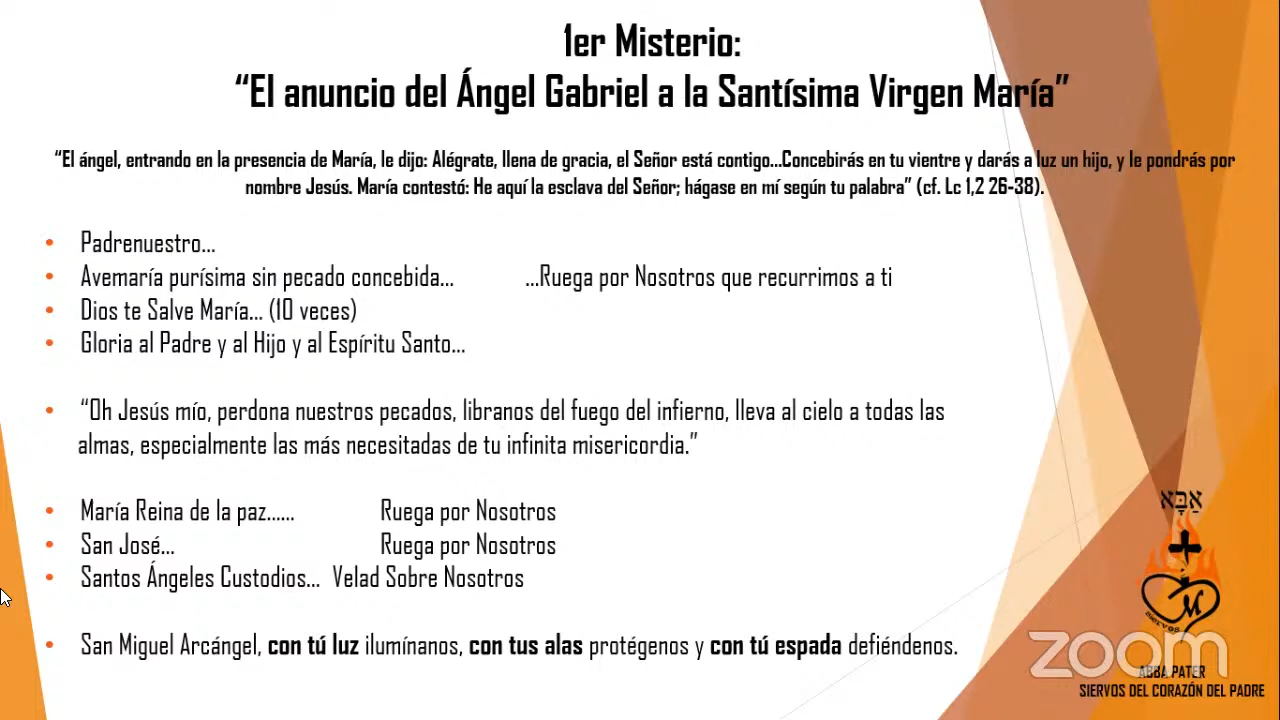 1er Misterio:
“El anuncio del Ángel Gabriel a la Santísima Virgen María”
“El ángel, entrando en la presencia de María, le dijo: Alégrate, llena de gracia, el Señor está contigo...Concebirás en tu vientre y darás a luz un hijo, y le pondrás por
nombre Jesús. María contestó: He aquí la esclava del Señor; hágase en mí según tu palabra” (cf. Lc 1,2 26-38).
• Padrenuestro...
• Avemaría purísima sin pecado concebida... ...Ruega por Nosotros que recurrimos a ti
• Dios te Salve María... (10 veces)
• Gloria al Padre y al Hijo y al Espíritu Santo...
• “Oh Jesús mío, perdona nuestros pecados, libranos del fuego del infierno, lleva al cielo a todas las
almas, especialmente las más necesitadas de tu infinita misericordia.”
• María Reina de la paz...... Ruega por Nosotros
• San José... Ruega por Nosotros
• Santos Ángeles Custodios... Velad Sobre Nosotros
• San Miguel Arcángel, con tú luz ilumínanos, con tus alas protégenos y con tú espada defiéndenos.
אַבָּא
M
siervos
zoom
ABBA PATER
SIERVOS DEL CORAZÓN DEL PADRE